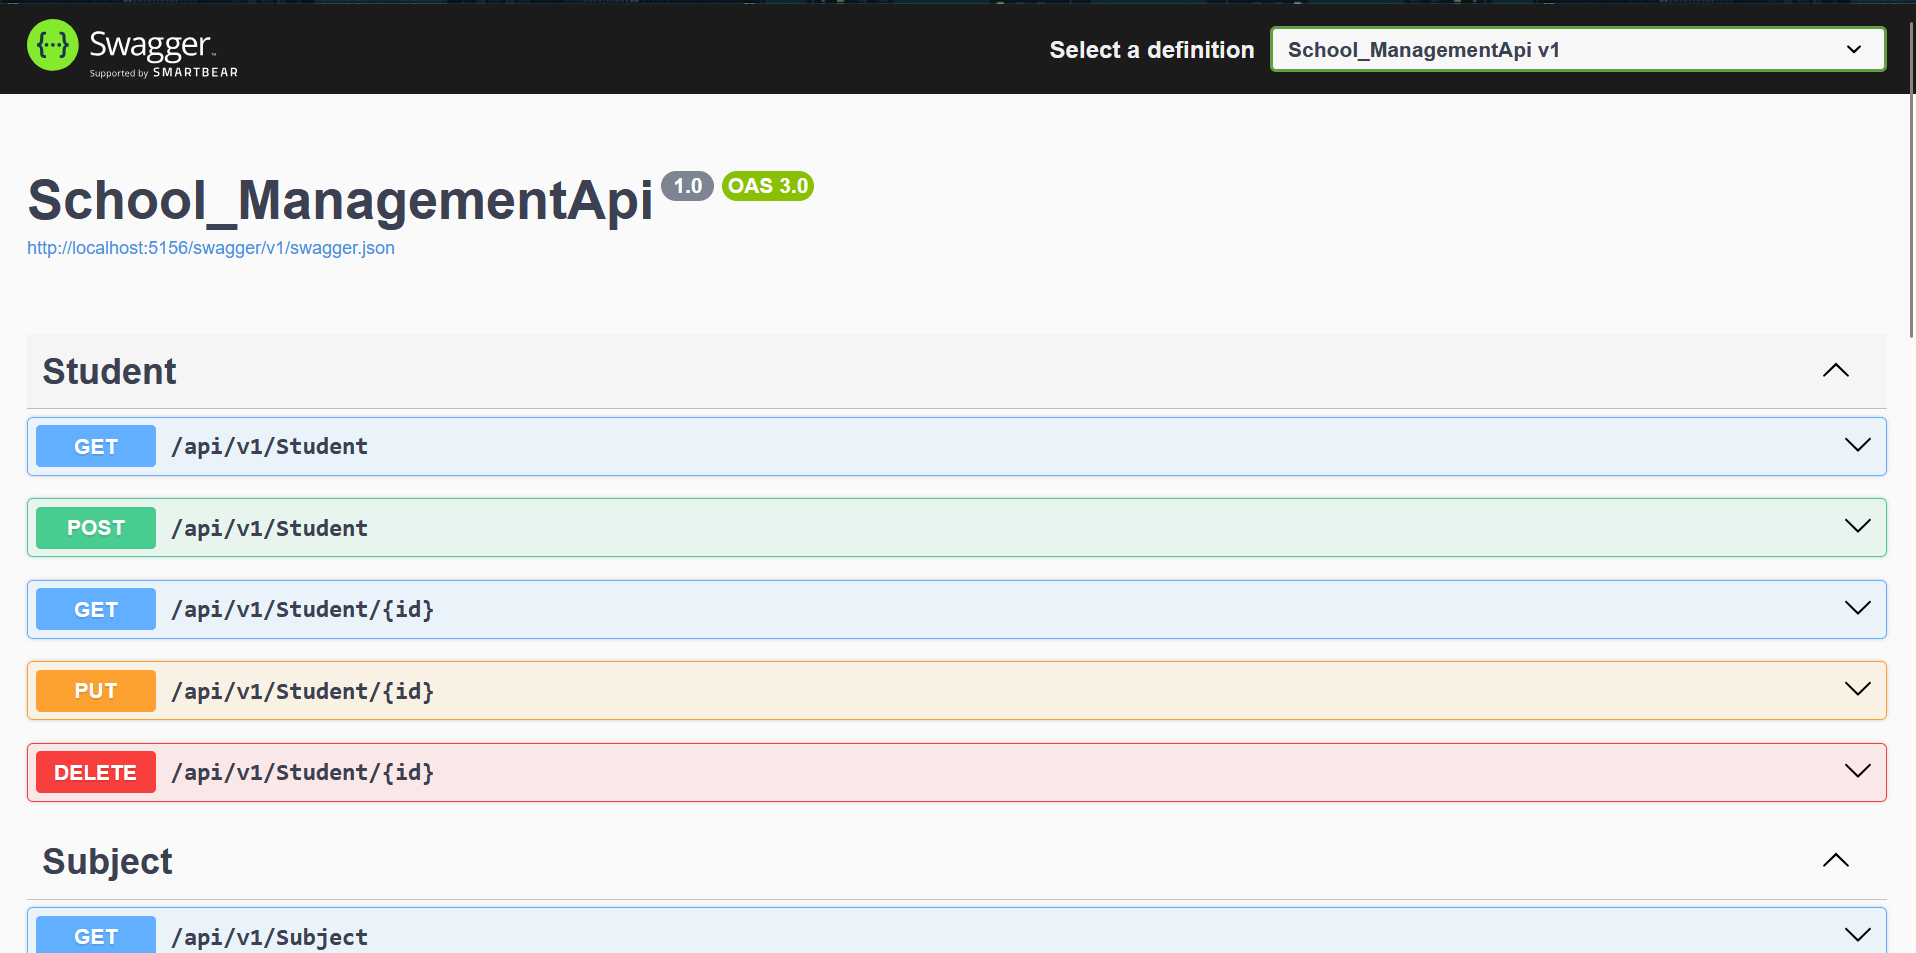 Swagger™
Supported by SMARTBEAR
Select a definition
School_ManagementApi v1
School_ManagementApi 1.0 OAS 3.0
http://localhost:5156/swagger/v1/swagger.json
Student
GET /api/v1/Student
POST /api/v1/Student
GET /api/v1/Student/{id}
PUT /api/v1/Student/{id}
DELETE /api/v1/Student/{id}
Subject
GET /api/v1/Subject